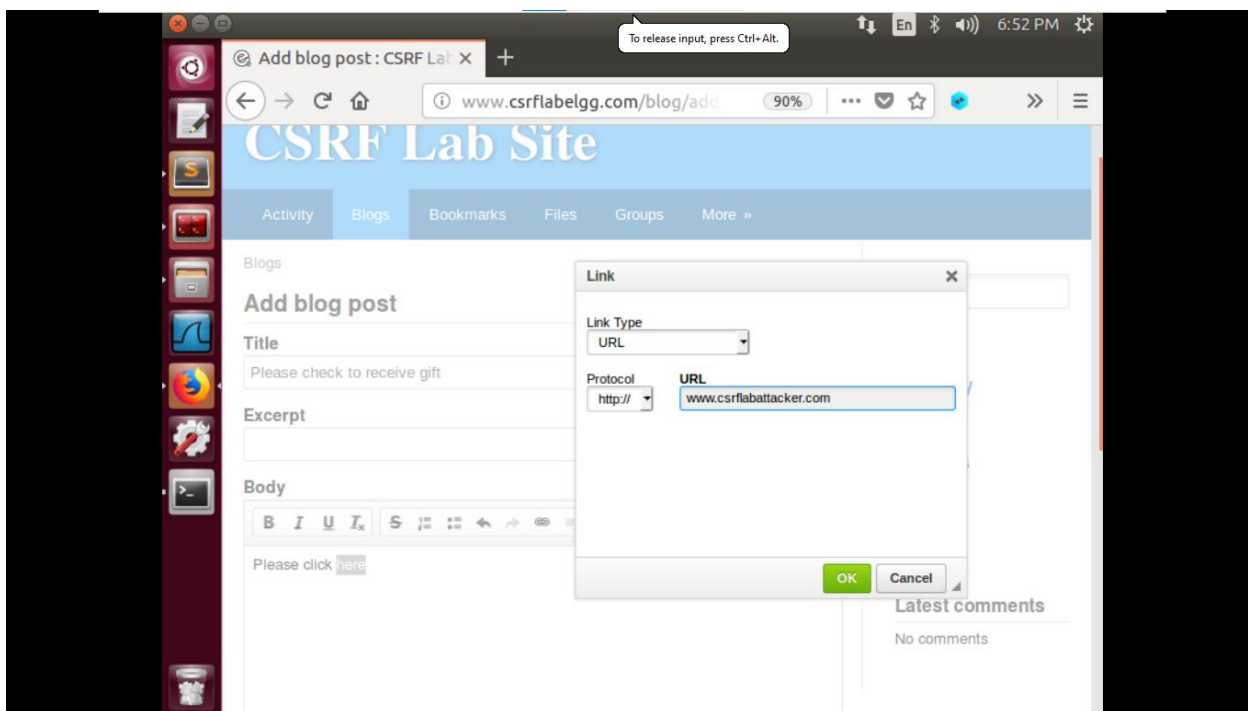 To release input, press Ctrl+Alt.
En 6:52 PM
Add blog post : CSRF Lab
www.csrflabelgg.com/blog/add 90%
CSRF Lab Site
Activity Blogs Bookmarks Files Groups More »
Blogs
Add blog post
Title
Please check to receive gift
Excerpt
Body
B I U Ix S
Please click here
Link
Link Type
URL
Protocol URL
http:// www.csrflabattacker.com
OK Cancel
Latest comments
No comments